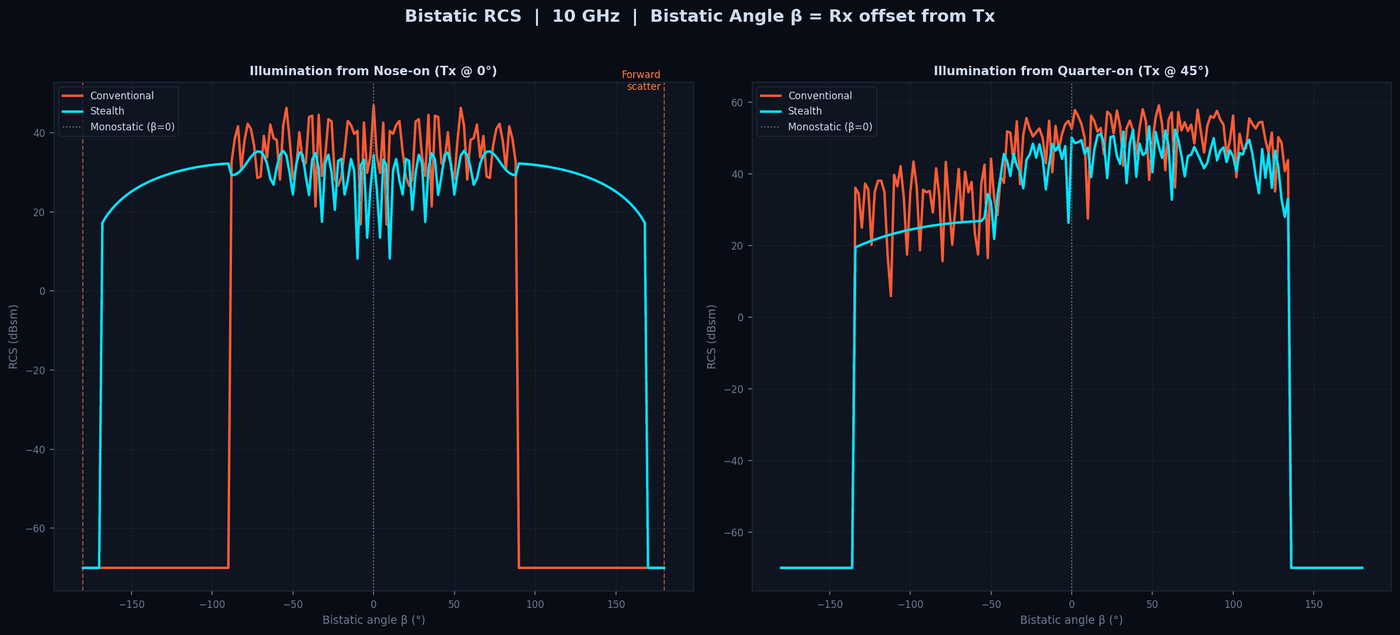 Bistatic RCS | 10 GHz | Bistatic Angle β = Rx offset from Tx
Illumination from Nose-on (Tx @ 0°)
Forward
scatter
Conventional
Stealth
Monostatic (β=0)
40
20
0
−20
−40
−60
RCS (dBsm)
−150
−100
−50
0
50
100
150
Bistatic angle β (°)
Illumination from Quarter-on (Tx @ 45°)
Conventional
Stealth
Monostatic (β=0)
60
40
20
0
−20
−40
−60
RCS (dBsm)
−150
−100
−50
0
50
100
150
Bistatic angle β (°)